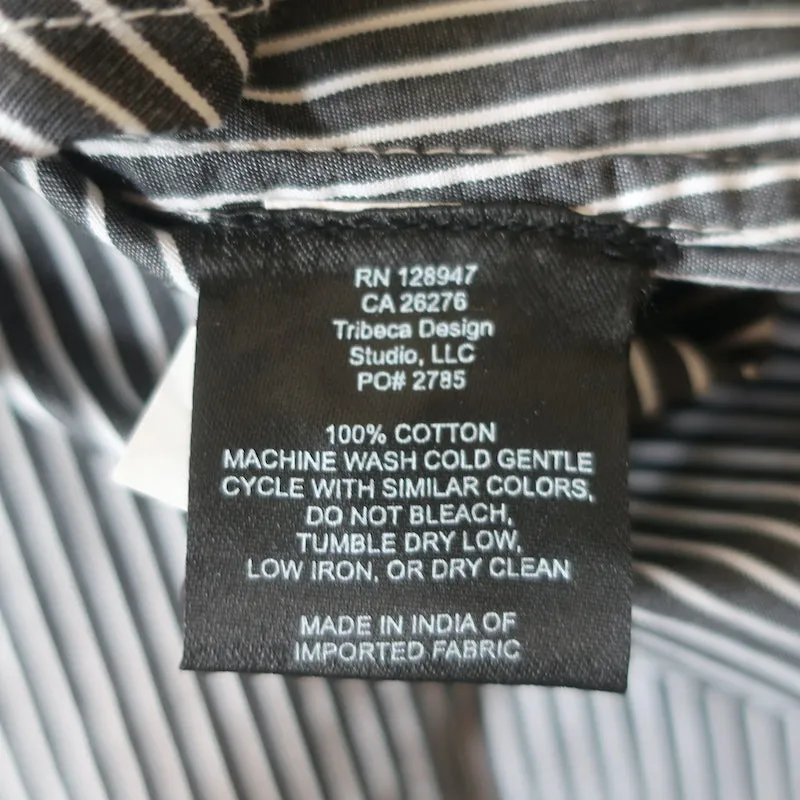 RN 128947
CA 26276
Tribeca Design
Studio, LLC
PO# 2785
100% COTTON
MACHINE WASH COLD GENTLE
CYCLE WITH SIMILAR COLORS,
DO NOT BLEACH,
TUMBLE DRY LOW,
LOW IRON, OR DRY CLEAN
MADE IN INDIA OF
IMPORTED FABRIC